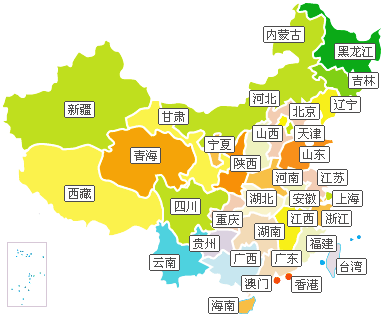 内蒙古
黑龙江
吉林
辽宁
河北
北京
天津
新疆
甘肃
宁夏
山西
山东
青海
陕西
河南
江苏
西藏
四川
湖北
安徽
上海
重庆
江西
浙江
湖南
贵州
福建
云南
广西
广东
台湾
澳门
香港
海南